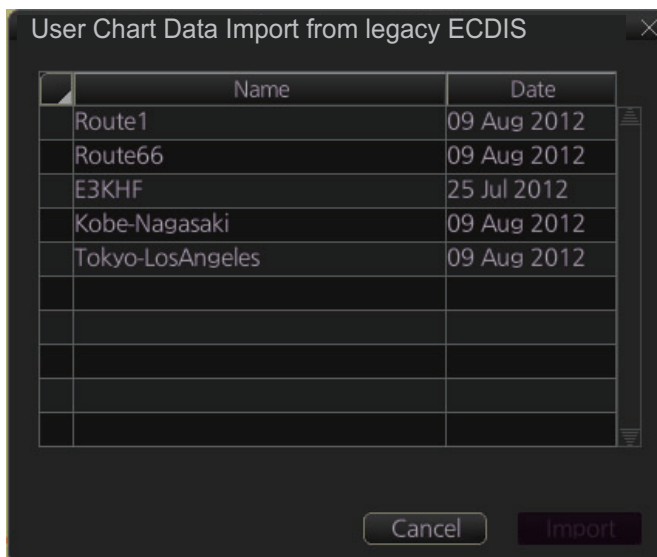 User Chart Data Import from legacy ECDIS
Name Date
Route1 09 Aug 2012
Route66 09 Aug 2012
E3KHF 25 Jul 2012
Kobe-Nagasaki 09 Aug 2012
Tokyo-LosAngeles 09 Aug 2012
Cancel Import